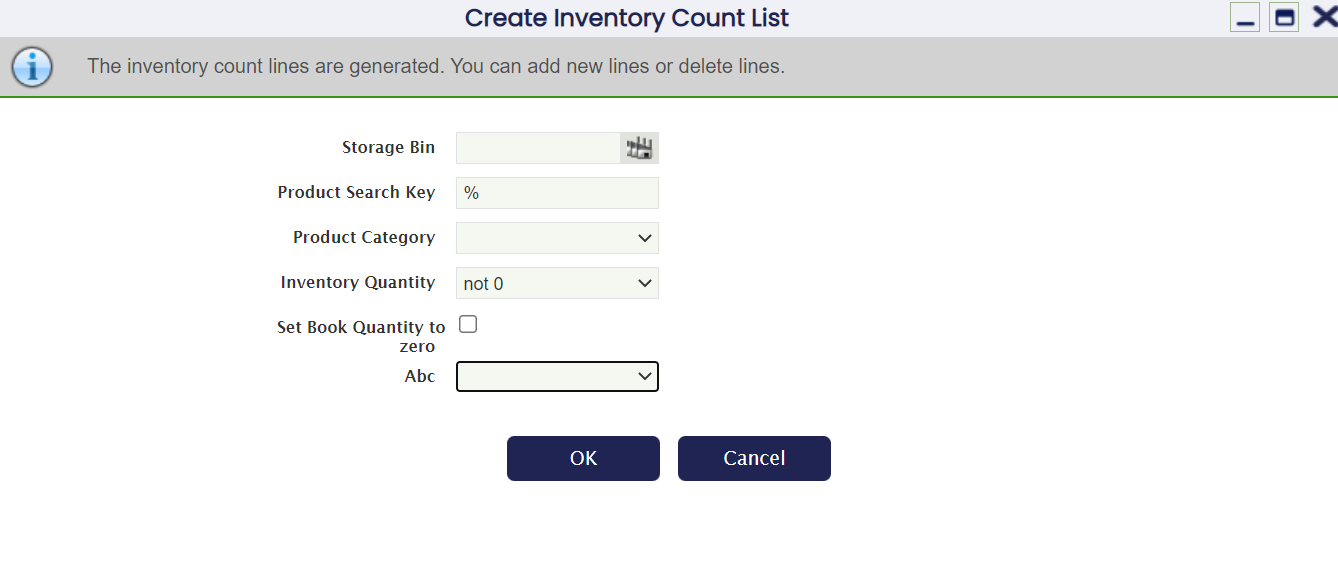 Create Inventory Count List
The inventory count lines are generated. You can add new lines or delete lines.
Storage Bin
Product Search Key %
Product Category
Inventory Quantity not 0
Set Book Quantity to
zero
Abc
OK Cancel